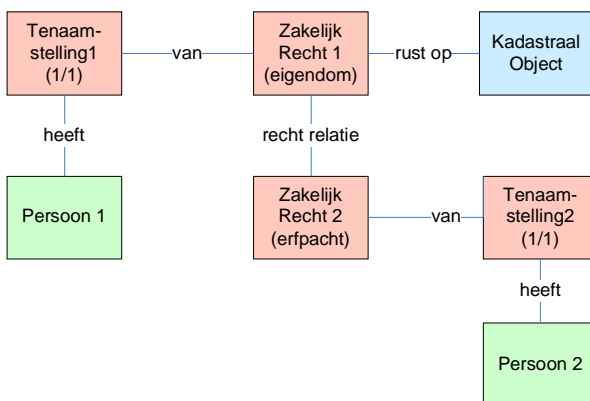 Tenaam-
stelling1
(1/1)
van
Zakelijk
Recht 1
(eigendom)
rust op
Kadastraal
Object
heeft
recht relatie
Persoon 1
Zakelijk
Recht 2
(erfpacht)
van
Tenaam-
stelling2
(1/1)
heeft
Persoon 2